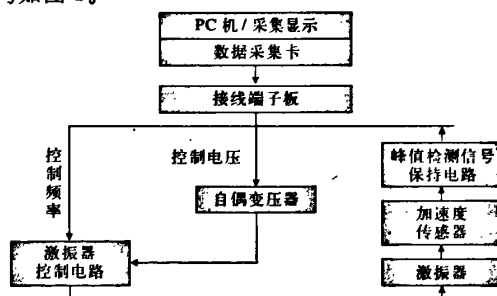 PC 机 / 采集显示
数据采集卡
接线端子板
控制频率
控制电压
峰值检测信号
保持电路
自偶变压器
加速度
传感器
激振器
控制电路
激振器